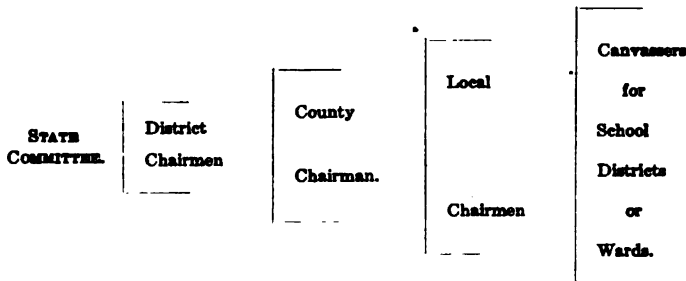 STATE
COMMITTEE.
District
Chairmen
County
Chairman.
Local
Chairmen
Canvassers
for
School
Districts
or
Wards.